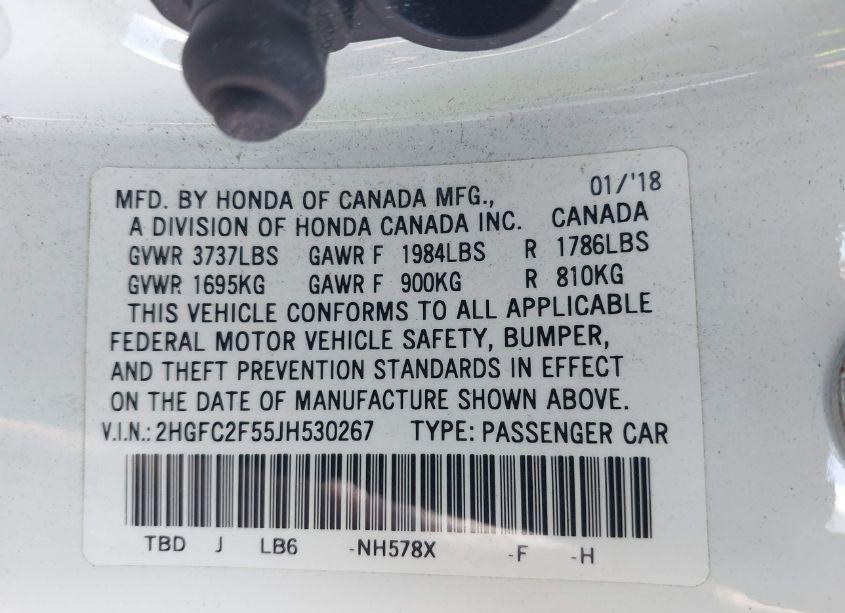 MFD. BY HONDA OF CANADA MFG., 01/'18
A DIVISION OF HONDA CANADA INC. CANADA
GVWR 3737LBS GAWR F 1984LBS R 1786LBS
GVWR 1695KG GAWR F 900KG R 810KG
THIS VEHICLE CONFORMS TO ALL APPLICABLE
FEDERAL MOTOR VEHICLE SAFETY, BUMPER,
AND THEFT PREVENTION STANDARDS IN EFFECT
ON THE DATE OF MANUFACTURE SHOWN ABOVE.
V.I.N.: 2HGFC2F55JH530267 TYPE: PASSENGER CAR
TBD J LB6 -NH578X -F -H